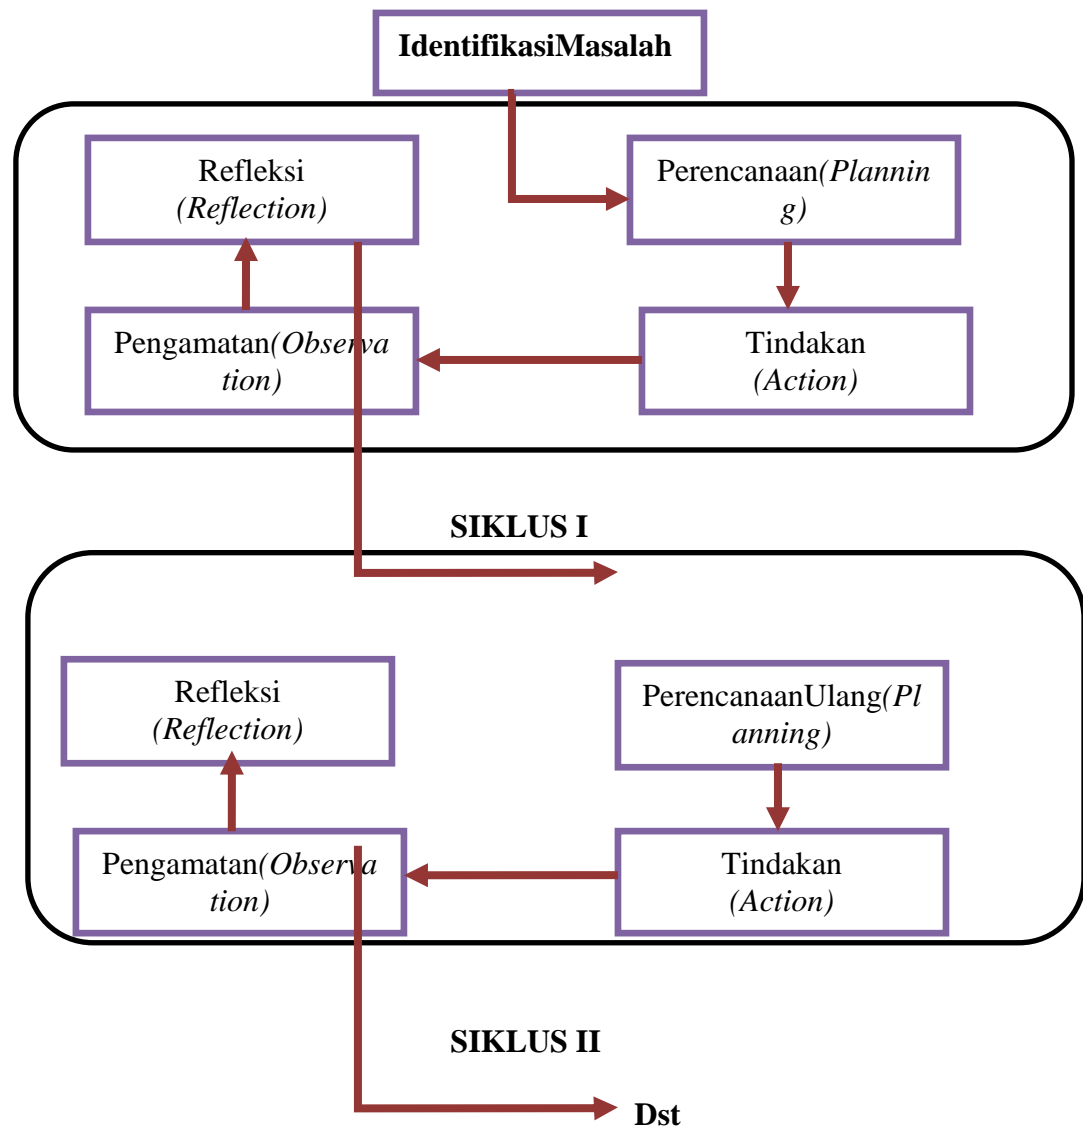 IdentifikasiMasalah
Refleksi
(Reflection)
Perencanaan(Plannin
g)
Pengamatan(Observa
tion)
Tindakan
(Action)
SIKLUS I
Refleksi
(Reflection)
PerencanaanUlang(Pl
anning)
Pengamatan(Observa
tion)
Tindakan
(Action)
SIKLUS II
Dst